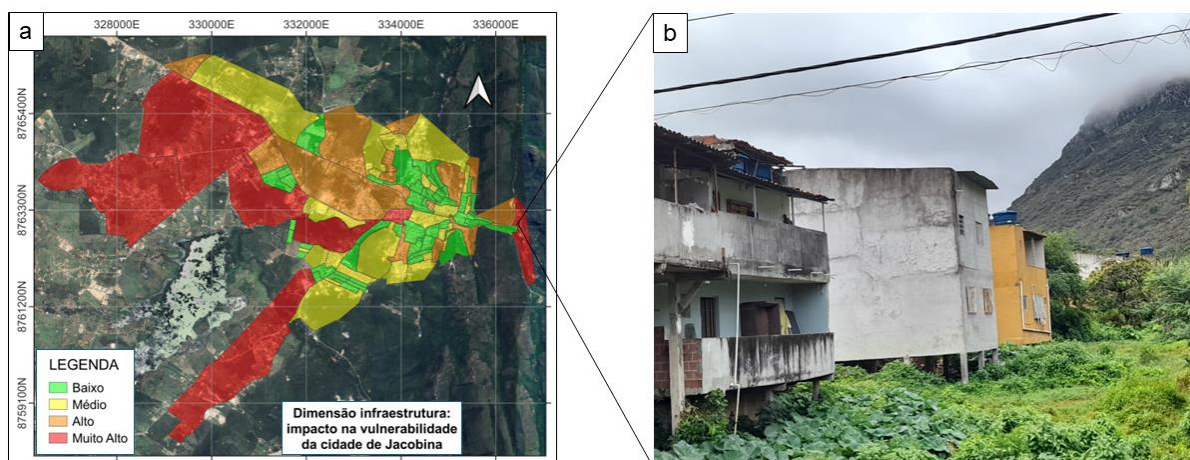 a
328000E 330000E 332000E 334000E 336000E
8765400N
8763300N
8761200N
8759100N
LEGENDA
Baixo
Médio
Alto
Muito Alto
Dimensão infraestrutura:
impacto na vulnerabilidade
da cidade de Jacobina
b